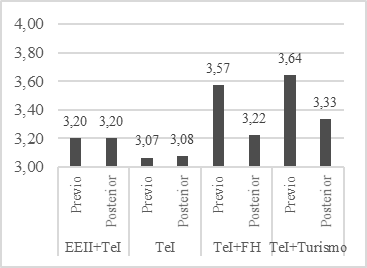 4,00
3,80
3,60
3,40
3,20
3,00
3,20
3,20
3,07
3,08
3,57
3,22
3,64
3,33
Previo
Posterior
Previo
Posterior
Previo
Posterior
Previo
Posterior
EEII+TeI
TeI
TeI+FH
TeI+Turismo